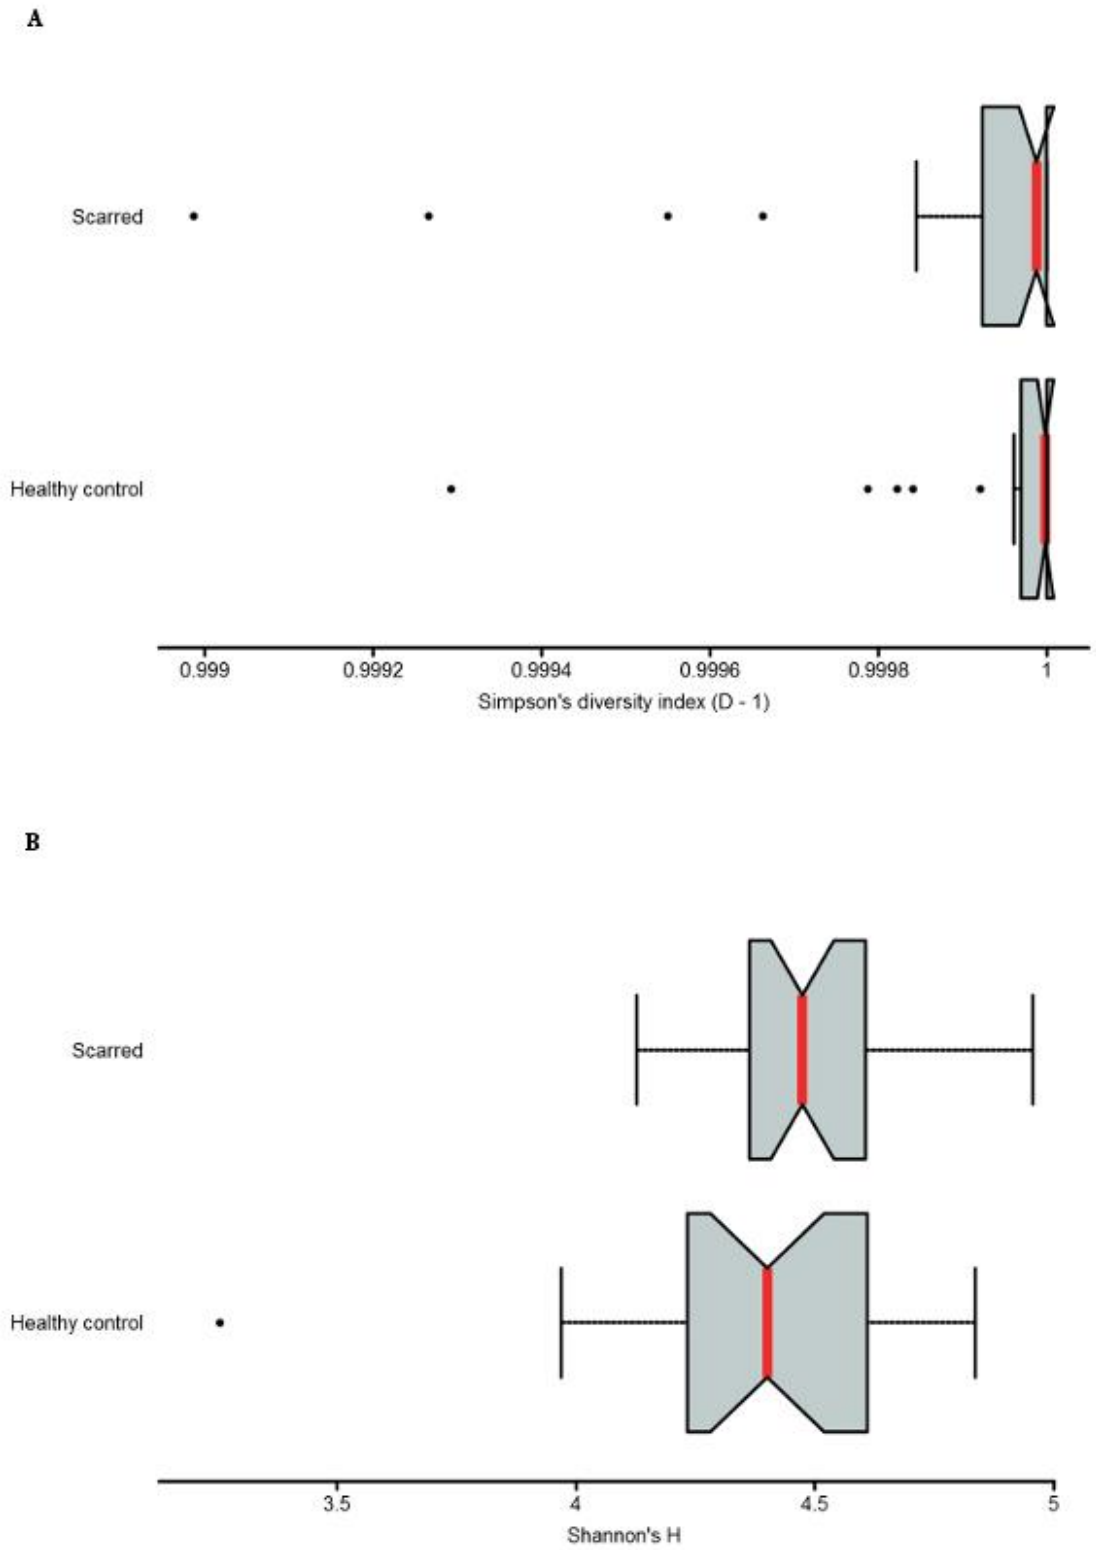 A
Scarred
Healthy control
0.999 0.9992 0.9994 0.9996 0.9998 1
Simpson's diversity index (D - 1)
B
Scarred
Healthy control
3.5 4 4.5 5
Shannon's H